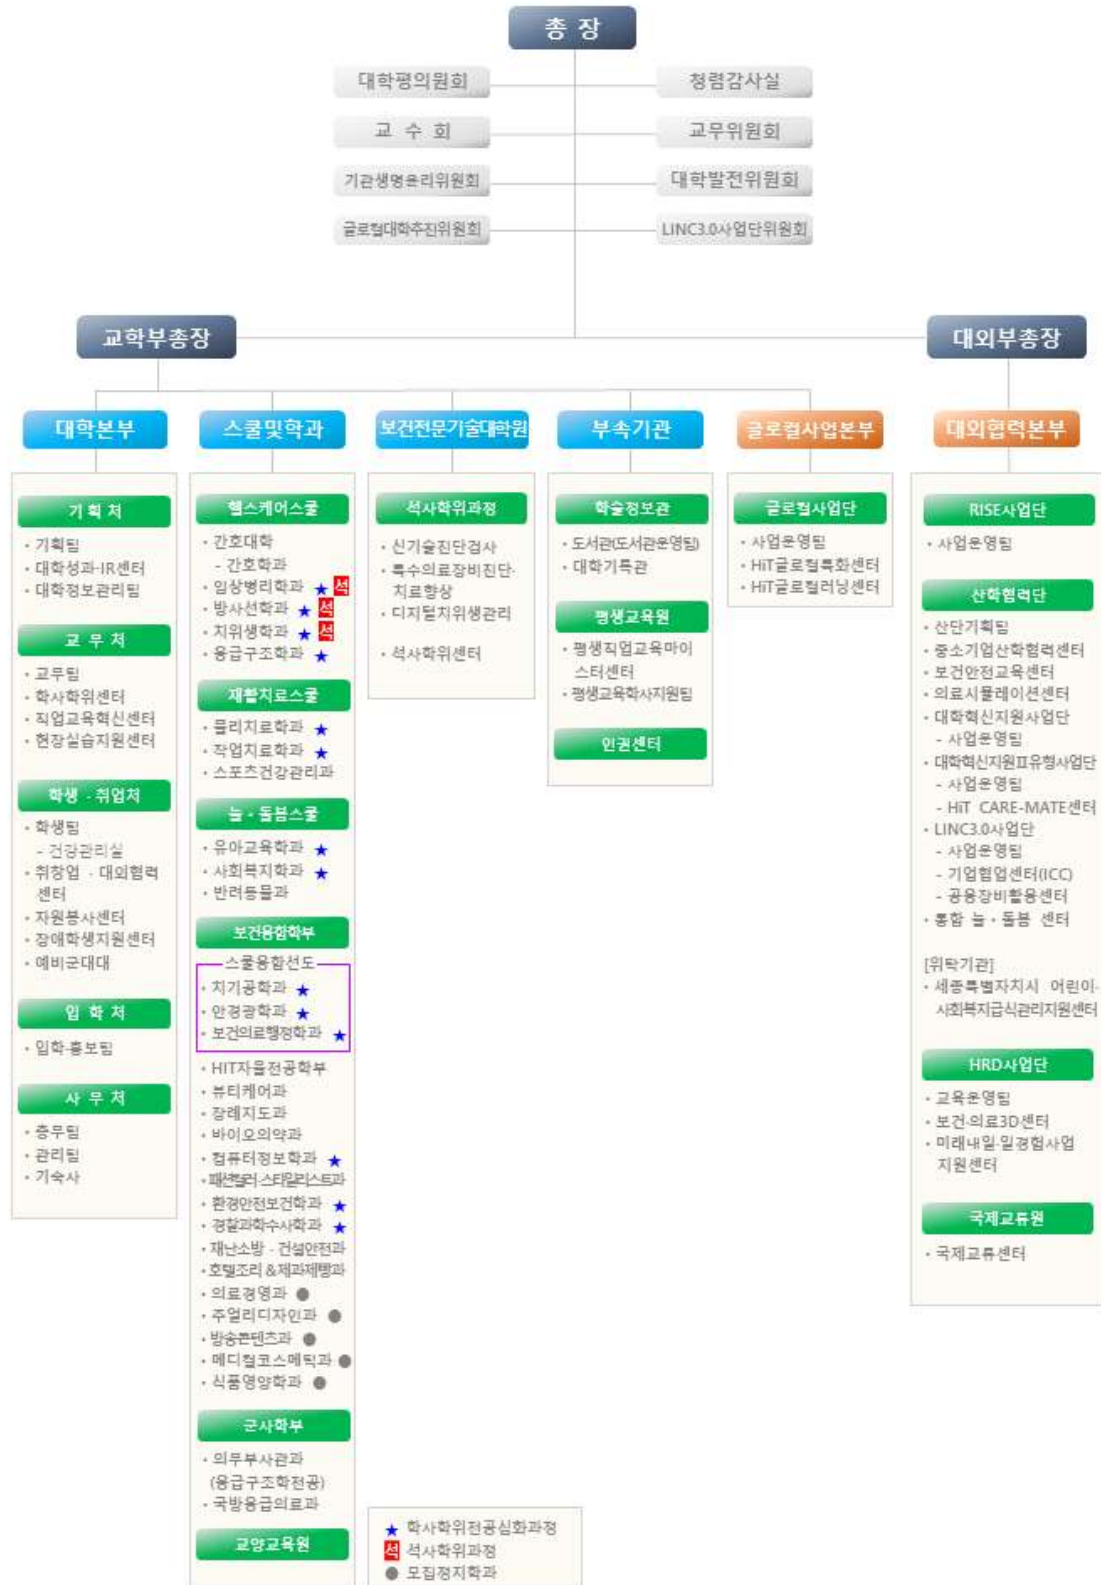 총 장
대학평의원회
청렴감사실
교 수 회
교무위원회
기관생명윤리위원회
대학발전위원회
글로컬대학추진위원회
LINC3.0사업단위원회
교학부총장
대외부총장
대학본부
스쿨및학과
보건전문기술대학원
부속기관
글로컬사업본부
대외협력본부
기 획 처
· 기획팀
· 대학성과·IR센터
· 대학정보관리팀
교 무 처
· 교무팀
· 학사학위센터
· 직업교육혁신센터
· 현장실습지원센터
학생 · 취업처
· 학생팀
- 건강관리실
· 취창업 · 대외협력
센터
· 자원봉사센터
· 장애학생지원센터
· 예비군대대
입 학 처
· 입학·홍보팀
사 무 처
· 총무팀
· 관리팀
· 기숙사
헬스케어스쿨
· 간호대학
- 간호학과
· 임상병리학과 ★ 석
· 방사선학과 ★ 석
· 치위생학과 ★ 석
· 응급구조학과 ★
재활치료스쿨
· 물리치료학과 ★
· 작업치료학과 ★
· 스포츠건강관리과
늘 · 돌봄스쿨
· 유아교육학과 ★
· 사회복지학과 ★
· 반려동물과
보건융합학부
스쿨융합선도
· 치기공학과 ★
· 안경광학과 ★
· 보건의료행정학과 ★
· HIT자율전공학부
· 뷰티케어과
· 장례지도과
· 바이오의약과
· 컴퓨터정보학과 ★
· 패션컬러·스타일리스트과
· 환경안전보건학과 ★
· 경찰과학수사학과 ★
· 재난소방 · 건설안전과
· 호텔조리&제과제빵과
· 의료경영과 ●
· 주얼리디자인과 ●
· 방송콘텐츠과 ●
· 메디컬코스메틱과 ●
· 식품영양학과 ●
군사학부
· 의무부사관과
(응급구조학전공)
· 국방응급의료과
교양교육원
석사학위과정
· 신기술진단검사
· 특수의료장비진단·
치료향상
· 디지털치위생관리
· 석사학위센터
학술정보관
· 도서관(도서관운영팀)
· 대학기록관
평생교육원
· 평생직업교육마이
스터센터
· 평생교육학사지원팀
인권센터
글로컬사업단
· 사업운영팀
· HiT글로컬특화센터
· HiT글로컬러닝센터
RISE사업단
· 사업운영팀
산학협력단
· 산단기획팀
· 중소기업산학협력센터
· 보건안전교육센터
· 의료시뮬레이션센터
· 대학혁신지원사업단
- 사업운영팀
· 대학혁신지원Ⅱ유형사업단
- 사업운영팀
- HiT CARE-MATE센터
· LINC3.0사업단
- 사업운영팀
- 기업협업센터(ICC)
- 공용장비활용센터
· 통합 늘 · 돌봄 센터
[위탁기관]
· 세종특별자치시 어린이·
사회복지급식관리지원센터
HRD사업단
· 교육운영팀
· 보건·의료3D센터
· 미래내일·일경험사업
지원센터
국제교류원
· 국제교류센터
★ 학사학위전공심화과정
석 석사학위과정
● 모집정지학과